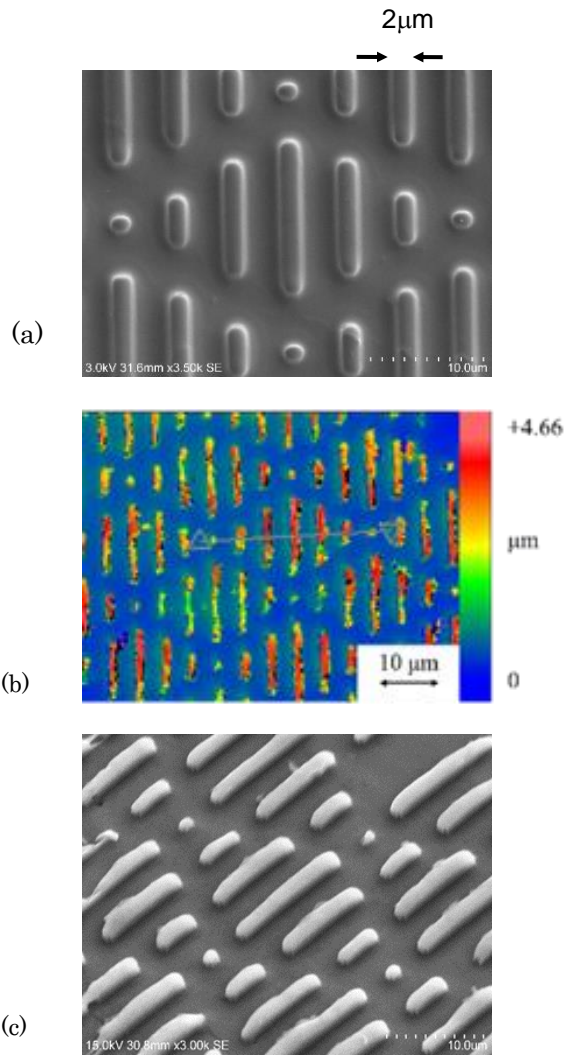 2μm
(a)
3.0kV 31.6mm x3.50k SE
10.0um
+4.66
μm
10 μm
0
(b)
(c)
15.0kV 30.8mm x3.00k SE
10.0um